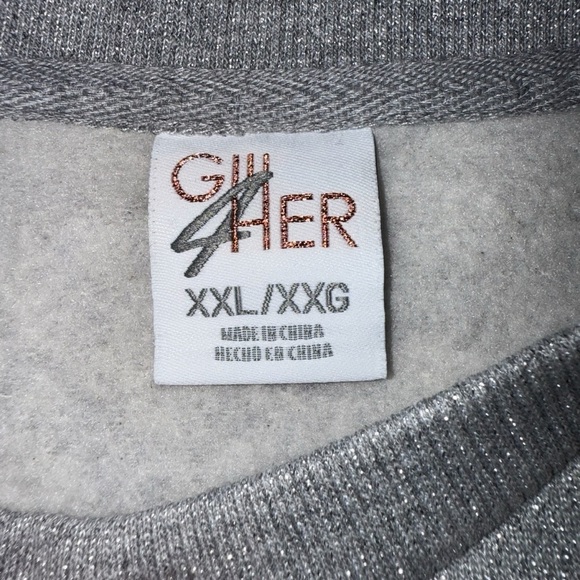 GIII
4HER
XXL/XXG
MADE IN CHINA
HECHO EN CHINA